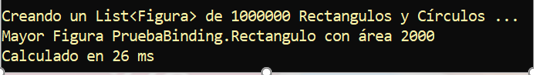 Creando un List<Figura> de 1000000 Rectangulos y Círculos ...
Mayor Figura PruebaBinding.Rectangulo con área 2000
Calculado en 26 ms